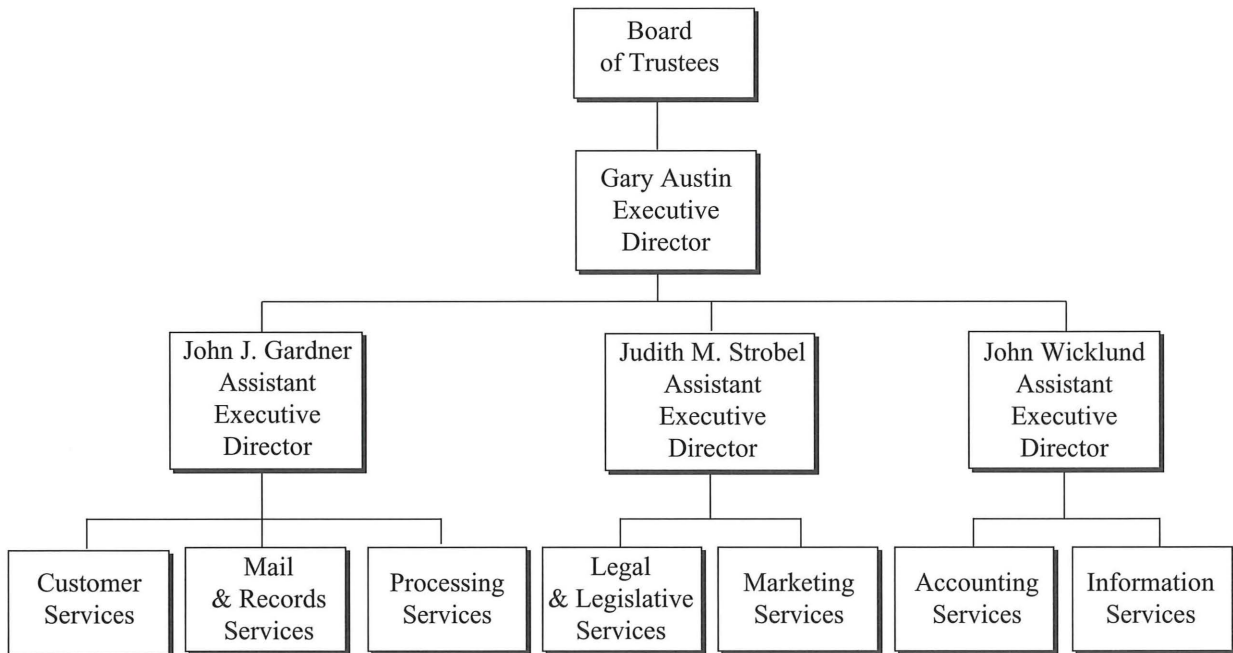 Board
of Trustees
Gary Austin
Executive
Director
John J. Gardner
Assistant
Executive
Director
Judith M. Strobel
Assistant
Executive
Director
John Wicklund
Assistant
Executive
Director
Customer
Services
Mail
& Records
Services
Processing
Services
Legal
& Legislative
Services
Marketing
Services
Accounting
Services
Information
Services